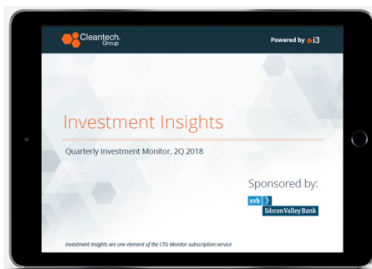 Cleantech.
Group
Powered by i3
Investment Insights
Quarterly Investment Monitor, 2Q 2018
Sponsored by:
svb
Silicon Valley Bank
Investment Insights are one element of the CTG Monitor subscription service